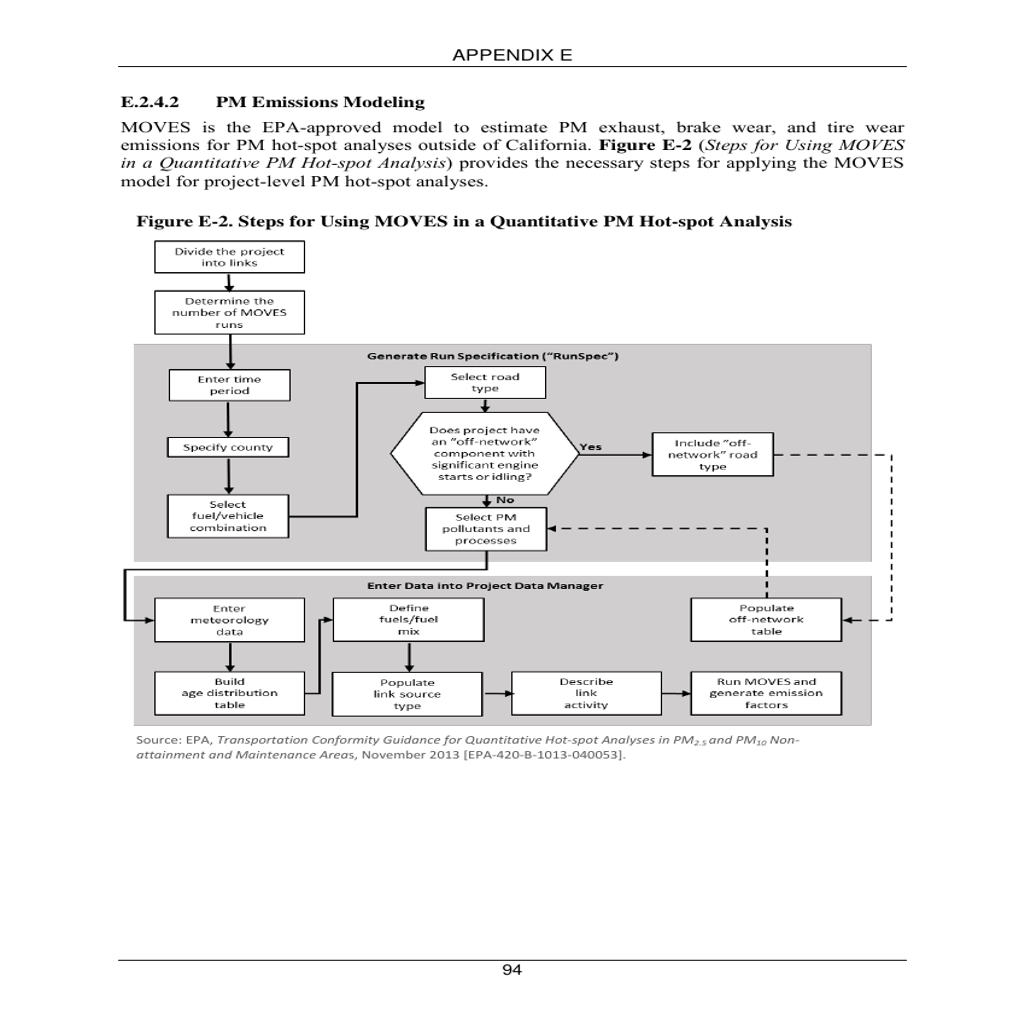 APPENDIX E
E.2.4.2 PM Emissions Modeling
MOVES is the EPA-approved model to estimate PM exhaust, brake wear, and tire wear
emissions for PM hot-spot analyses outside of California. Figure E-2 (Steps for Using MOVES
in a Quantitative PM Hot-spot Analysis) provides the necessary steps for applying the MOVES
model for project-level PM hot-spot analyses.
Figure E-2. Steps for Using MOVES in a Quantitative PM Hot-spot Analysis
Divide the project
into links
Determine the
number of MOVES
runs
Generate Run Specification (“RunSpec”)
Enter time
period
Specify county
Select
fuel/vehicle
combination
Select road
type
Does project have
an “off-network”
component with
significant engine
starts or idling?
Yes
Include “off-
network” road
type
No
Select PM
pollutants and
processes
Enter Data into Project Data Manager
Enter
meteorology
data
Build
age distribution
table
Define
fuels/fuel
mix
Populate
link source
type
Describe
link
activity
Populate
off-network
table
Run MOVES and
generate emission
factors
Source: EPA, Transportation Conformity Guidance for Quantitative Hot-spot Analyses in PM2.5 and PM10 Non-
attainment and Maintenance Areas, November 2013 [EPA-420-B-1013-040053].
94